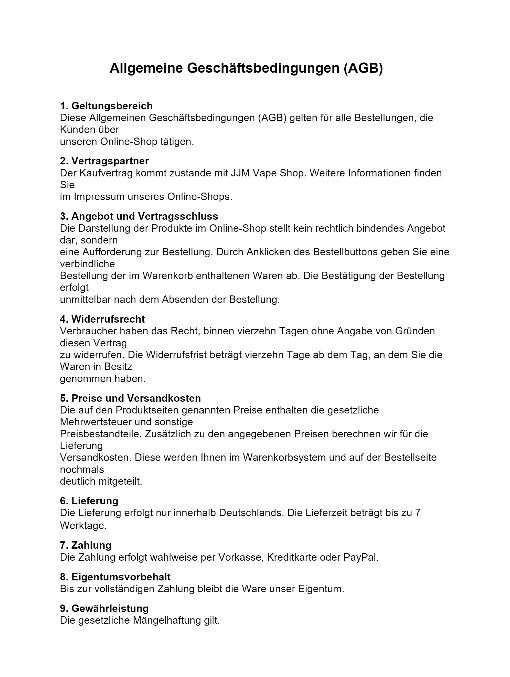 Allgemeine Geschäftsbedingungen (AGB)
1. Geltungsbereich
Diese Allgemeinen Geschäftsbedingungen (AGB) gelten für alle Bestellungen, die
Kunden über
unseren Online-Shop tätigen.
2. Vertragspartner
Der Kaufvertrag kommt zustande mit JJM Vape Shop. Weitere Informationen finden
Sie
im Impressum unseres Online-Shops.
3. Angebot und Vertragsschluss
Die Darstellung der Produkte im Online-Shop stellt kein rechtlich bindendes Angebot
dar, sondern
eine Aufforderung zur Bestellung. Durch Anklicken des Bestellbuttons geben Sie eine
verbindliche
Bestellung der im Warenkorb enthaltenen Waren ab. Die Bestätigung der Bestellung
erfolgt
unmittelbar nach dem Absenden der Bestellung.
4. Widerrufsrecht
Verbraucher haben das Recht, binnen vierzehn Tagen ohne Angabe von Gründen
diesen Vertrag
zu widerrufen. Die Widerrufsfrist beträgt vierzehn Tage ab dem Tag, an dem Sie die
Waren in Besitz
genommen haben.
5. Preise und Versandkosten
Die auf den Produktseiten genannten Preise enthalten die gesetzliche
Mehrwertsteuer und sonstige
Preisbestandteile. Zusätzlich zu den angegebenen Preisen berechnen wir für die
Lieferung
Versandkosten. Diese werden Ihnen im Warenkorbsystem und auf der Bestellseite
nochmals
deutlich mitgeteilt.
6. Lieferung
Die Lieferung erfolgt nur innerhalb Deutschlands. Die Lieferzeit beträgt bis zu 7
Werktage.
7. Zahlung
Die Zahlung erfolgt wahlweise per Vorkasse, Kreditkarte oder PayPal.
8. Eigentumsvorbehalt
Bis zur vollständigen Zahlung bleibt die Ware unser Eigentum.
9. Gewährleistung
Die gesetzliche Mängelhaftung gilt.